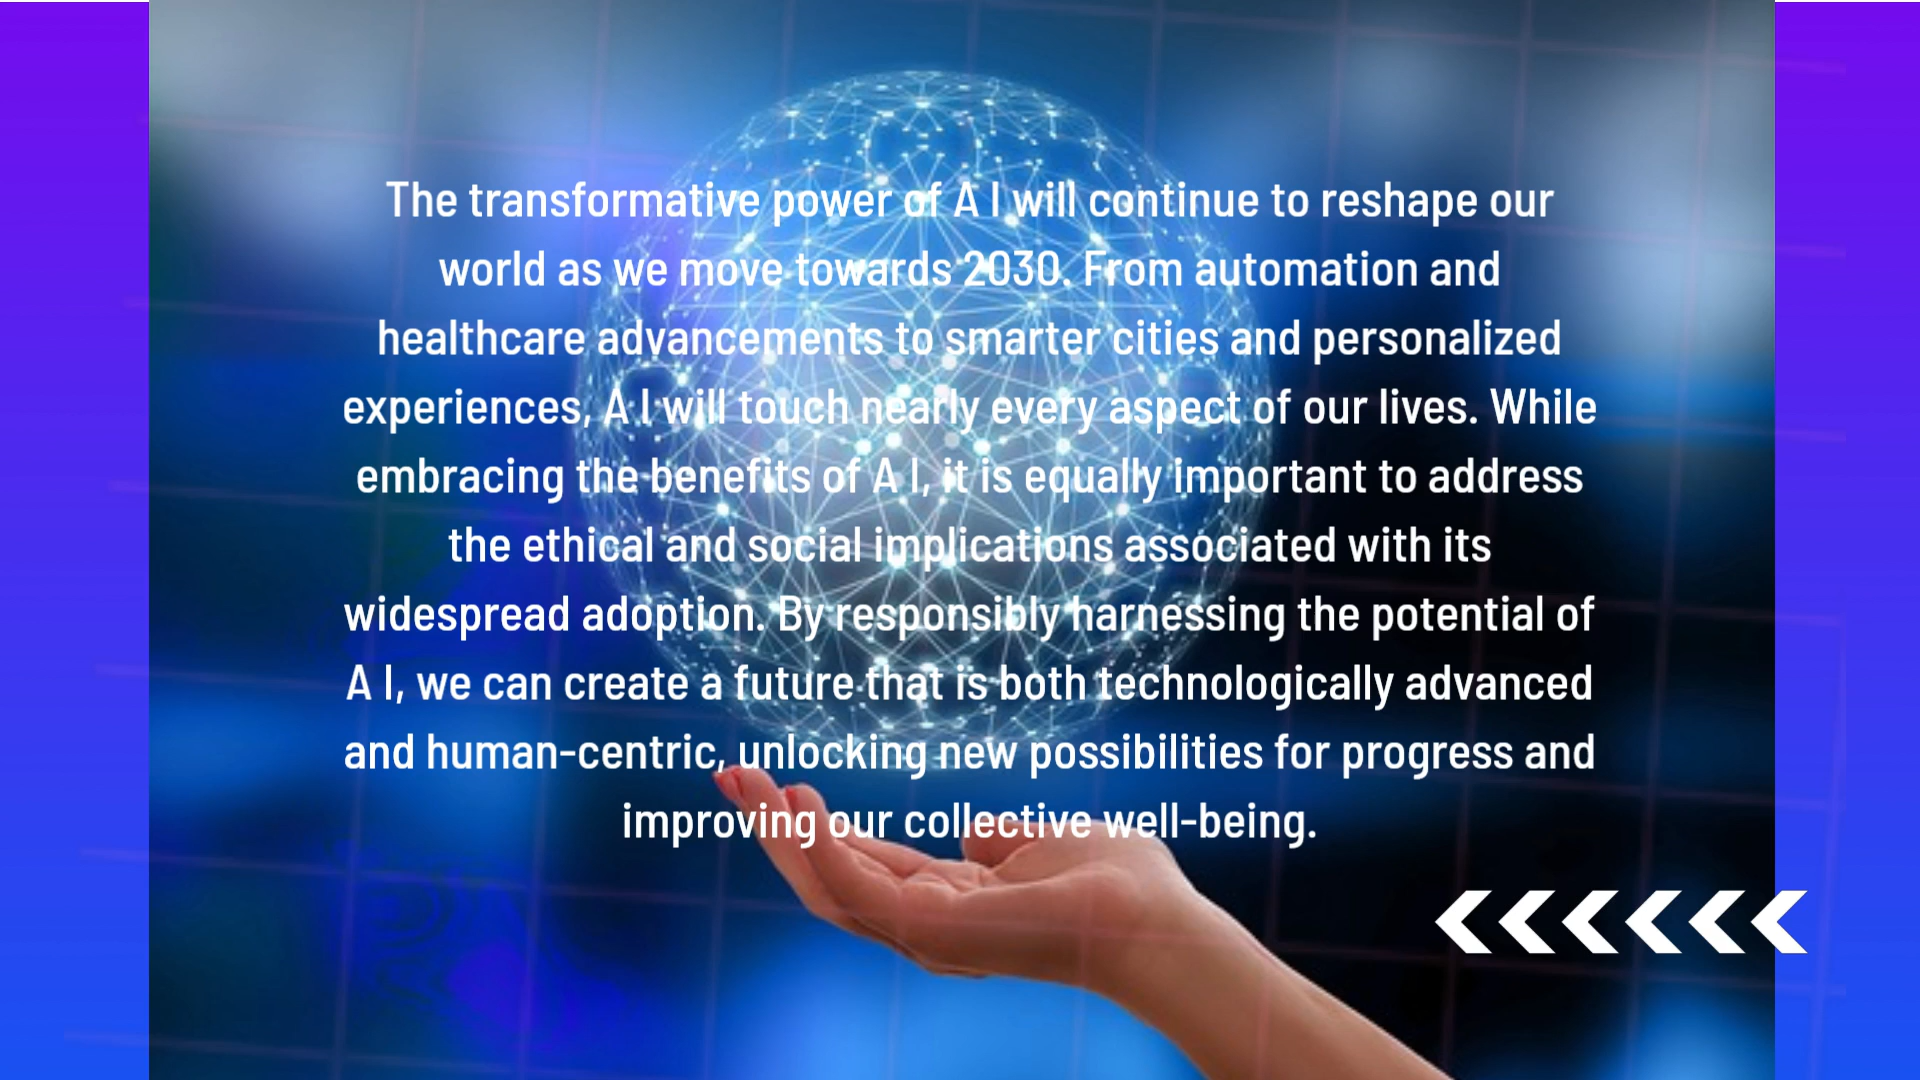 The transformative power of A I will continue to reshape our
world as we move towards 2030. From automation and
healthcare advancements to smarter cities and personalized
experiences, A I will touch nearly every aspect of our lives. While
embracing the benefits of A I, it is equally important to address
the ethical and social implications associated with its
widespread adoption. By responsibly harnessing the potential of
A I, we can create a future that is both technologically advanced
and human-centric, unlocking new possibilities for progress and
improving our collective well-being.